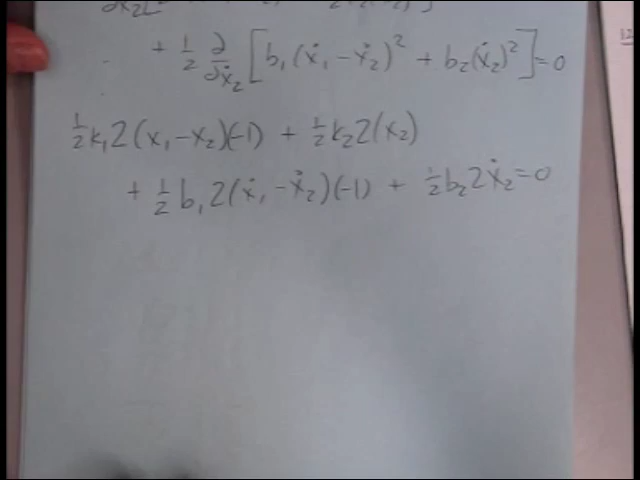 + 1/2 ∂/∂ẋ₂ [b₁(ẋ₁ - ẋ₂)² + b₂(ẋ₂)²] = 0
1/2 k₁2(x₁ - x₂)(-1) + 1/2 k₂2(x₂)
+ 1/2 b₁2(ẋ₁ - ẋ₂)(-1) + 1/2 b₂2ẋ₂ = 0